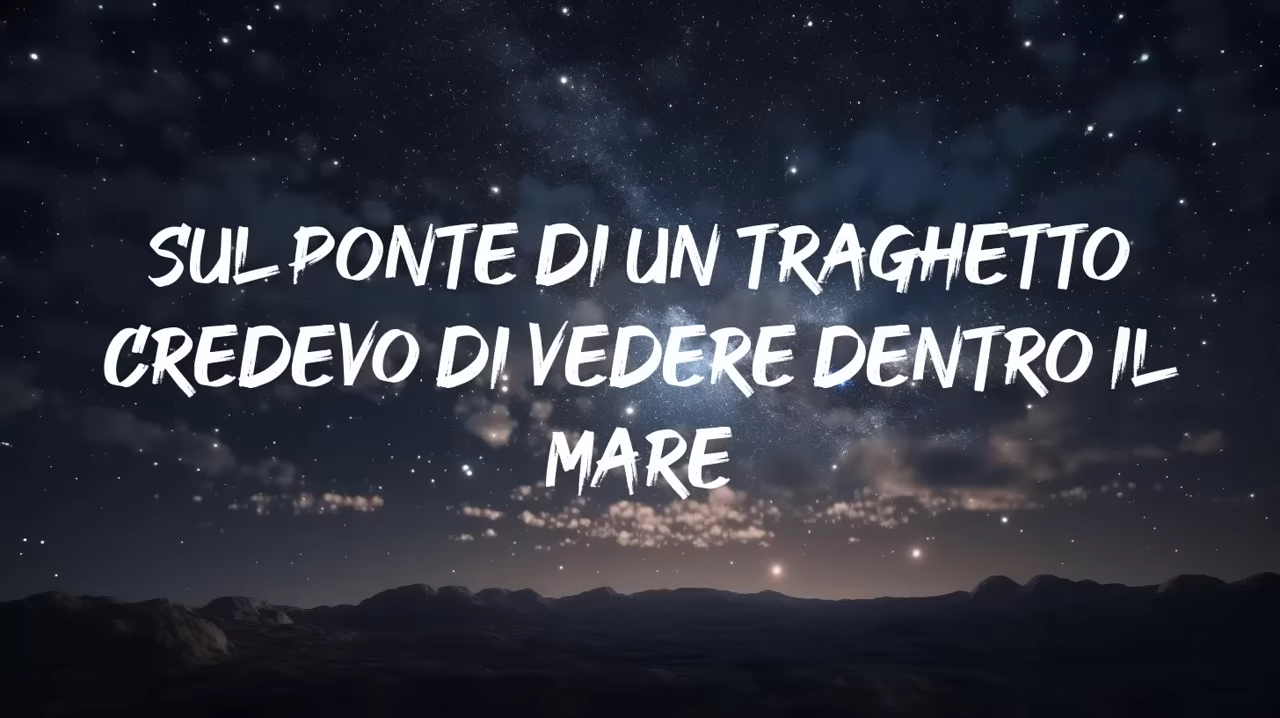 SUL PONTE DI UN TRAGHETTO
CREDEVO DI VEDERE DENTRO IL
MARE